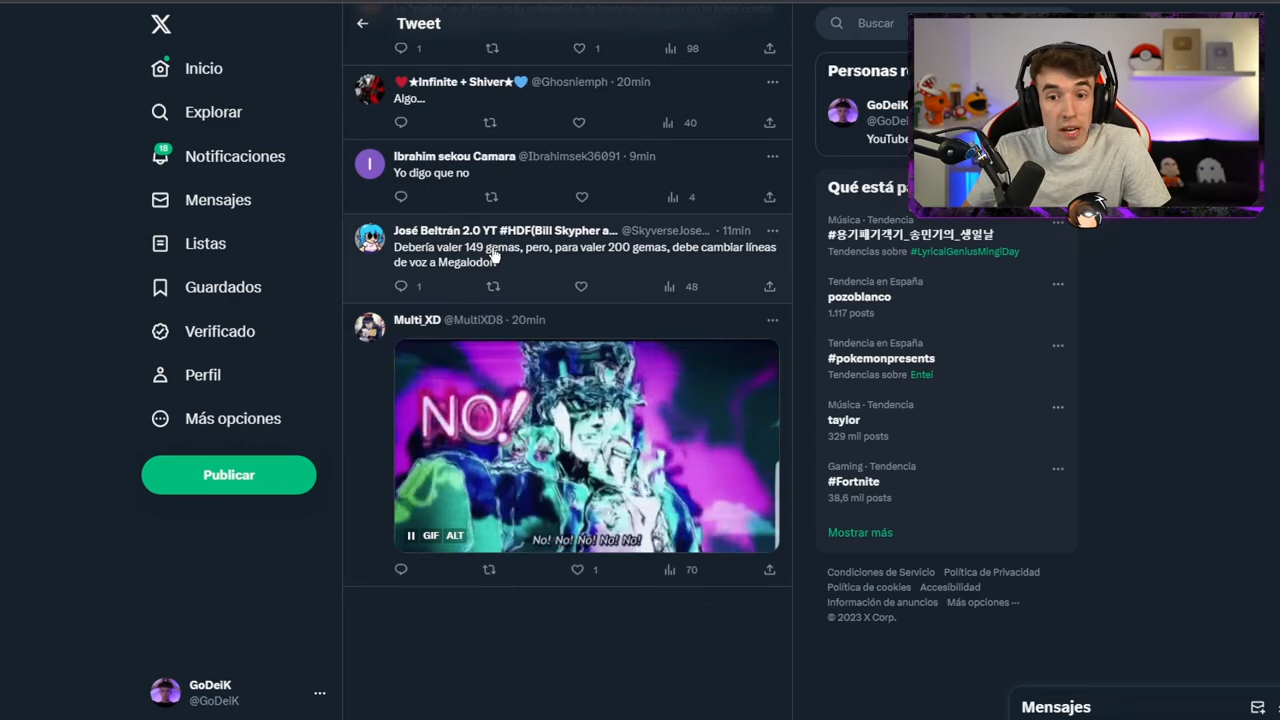 Inicio
Explorar
18
Notificaciones
Mensajes
Listas
Guardados
Verificado
Perfil
Más opciones
Publicar
GoDeiK
@GoDeiK
Tweet
1
1
98
♥★Infinite + Shiver★💙 @Ghosniemph · 20min
Algo...
40
I
Ibrahim sekou Camara @Ibrahimsek36091 · 9min
Yo digo que no
4
José Beltrán 2.0 YT #HDF(Bill Skypher a... @SkyverseJose... · 11min
Debería valer 149 gemas, pero, para valer 200 gemas, debe cambiar líneas
de voz a Megalodon
1
48
Multi_XD @MultiXD8 · 20min
NO!
GIF ALT
No! No! No! No! No!
1
70
Buscar
Personas r
GoDeiK
@GoDei
YouTube
Qué está pa
Música · Tendencia
#용기패기객기_송민기의_생일날
Tendencias sobre #LyricalGeniusMingiDay
Tendencia en España
pozoblanco
1.117 posts
Tendencia en España
#pokemonpresents
Tendencias sobre Entel
Música · Tendencia
taylor
329 mil posts
Gaming · Tendencia
#Fortnite
38,6 mil posts
Mostrar más
Condiciones de Servicio Política de Privacidad
Política de cookies Accesibilidad
Información de anuncios Más opciones ···
© 2023 X Corp.
Mensajes